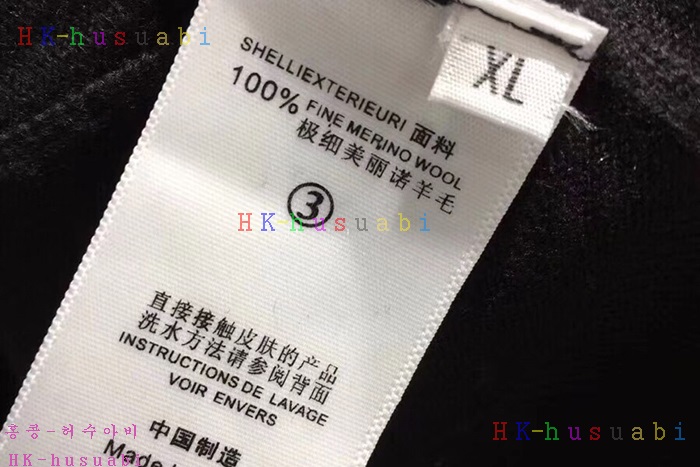 HK-husuabi
XL
SHELLIEXTERIEURI 面料
100% FINE MERINO WOOL
极细美丽诺羊毛
③
HK-husuabi
直接接触皮肤的产品
洗水方法请参阅背面
INSTRUCTIONS DE LAVAGE
VOIR ENVERS
中国制造
Made
홍콩-허수아비
HK-husuabi
HK-husuabi